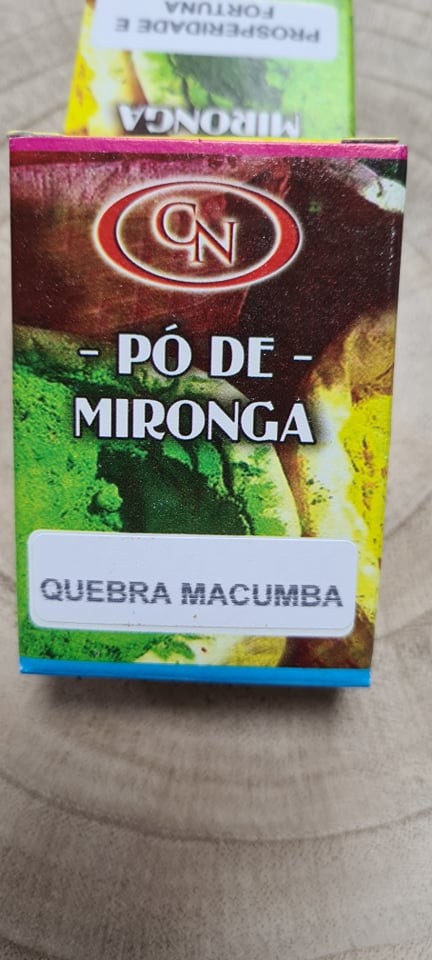 PROSPERIDADE E
FORTUNA
MIRONGA
CN
- PÓ DE -
MIRONGA
QUEBRA MACUMBA